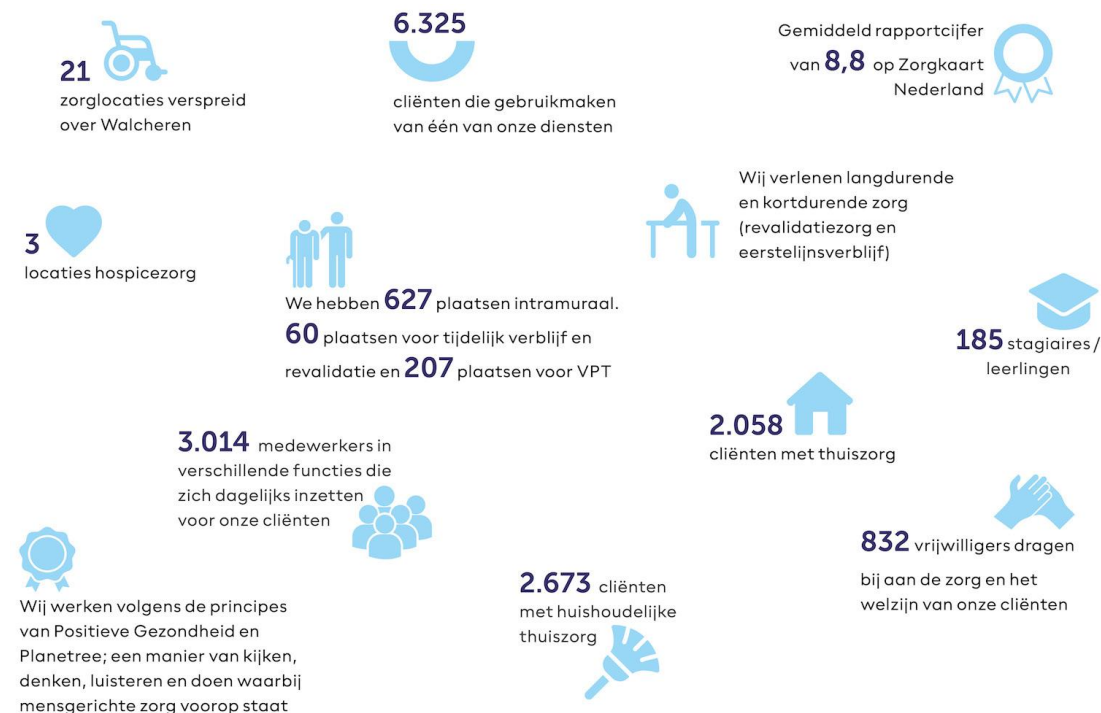 21
zorglocaties verspreid
over Walcheren
6.325
cliënten die gebruikmaken
van één van onze diensten
Gemiddeld rapportcijfer
van 8,8 op Zorgkaart
Nederland
3
locaties hospicezorg
We hebben 627 plaatsen intramuraal.
60 plaatsen voor tijdelijk verblijf en
revalidatie en 207 plaatsen voor VPT
Wij verlenen langdurende
en kortdurende zorg
(revalidatiezorg en
eerstelijnsverblijf)
185 stagiaires /
leerlingen
3.014 medewerkers in
verschillende functies die
zich dagelijks inzetten
voor onze cliënten
2.058
cliënten met thuiszorg
832 vrijwilligers dragen
bij aan de zorg en het
welzijn van onze cliënten
Wij werken volgens de principes
van Positieve Gezondheid en
Planetree; een manier van kijken,
denken, luisteren en doen waarbij
mensgerichte zorg voorop staat
2.673 cliënten
met huishoudelijke
thuiszorg